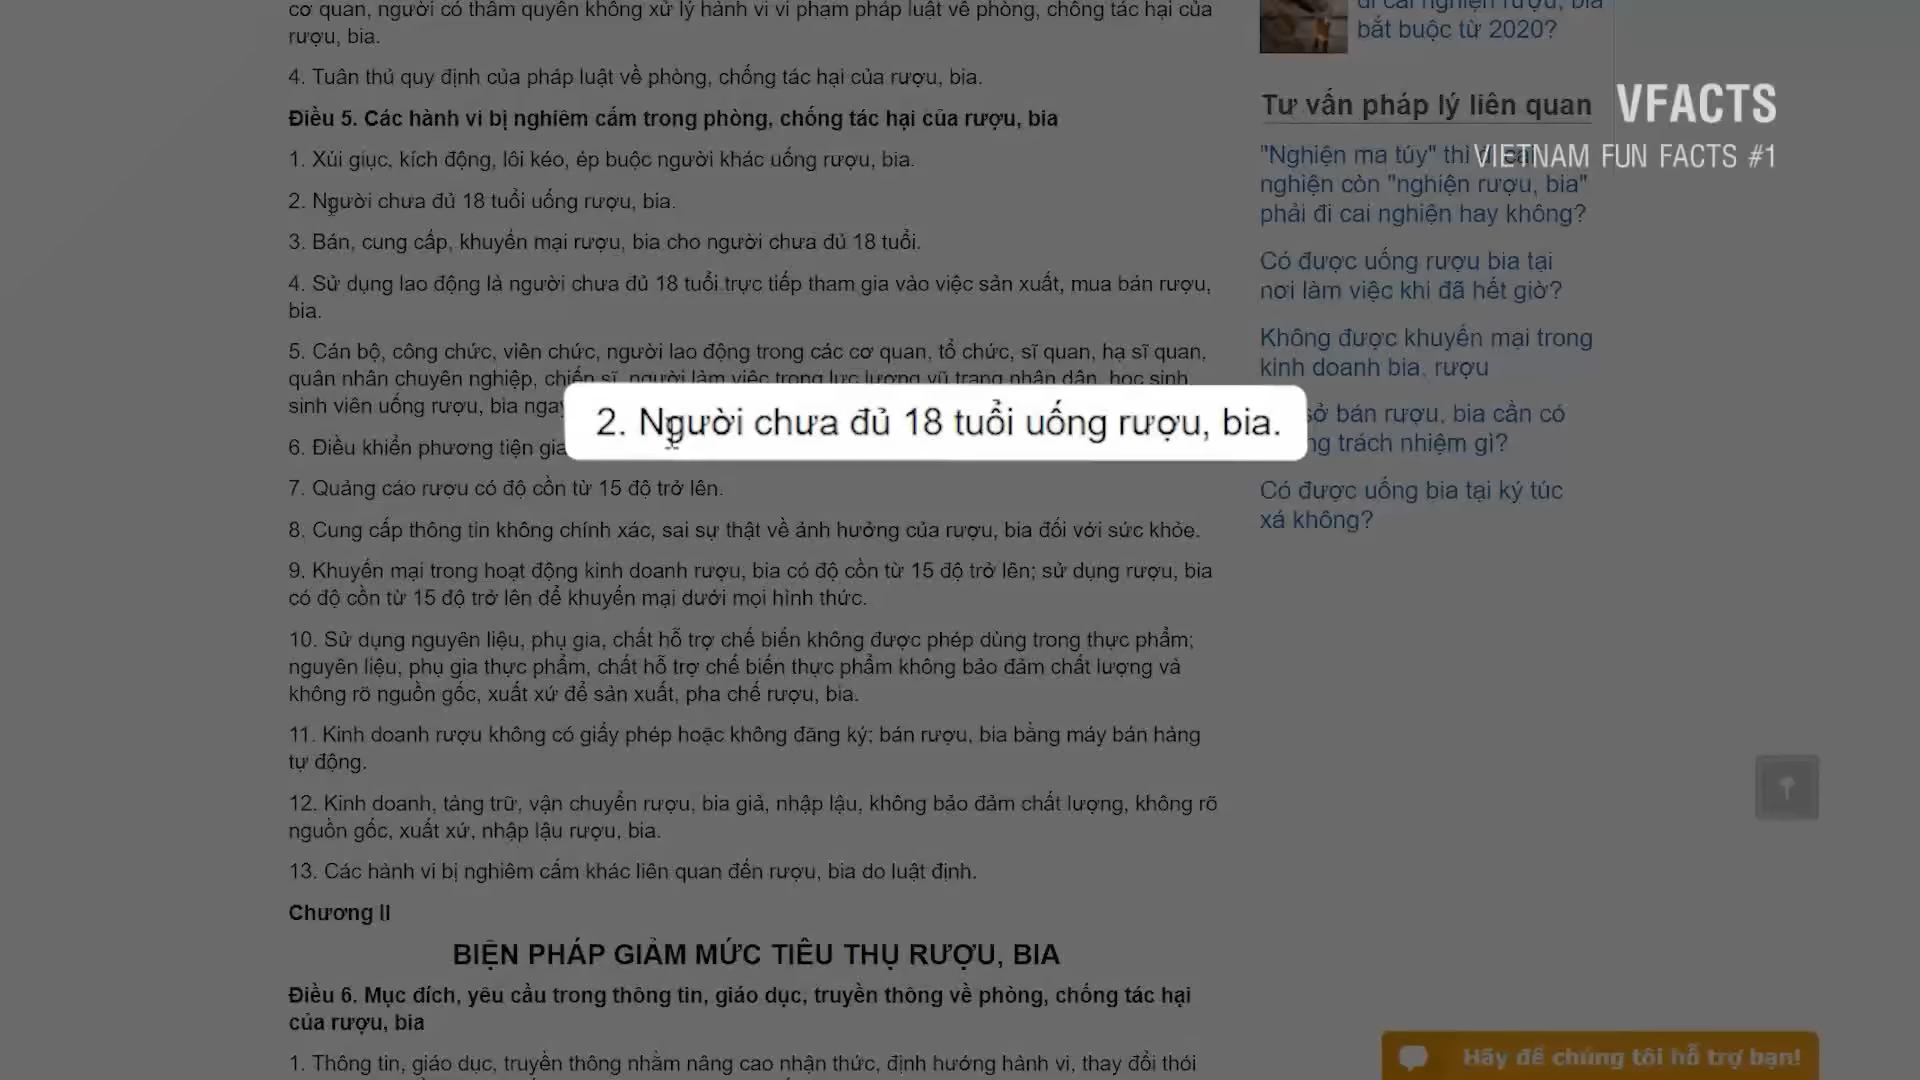 cơ quan, người có thẩm quyền không xử lý hành vi vi phạm pháp luật về phòng, chống tác hại của
rượu, bia.
4. Tuân thủ quy định của pháp luật về phòng, chống tác hại của rượu, bia.
Điều 5. Các hành vi bị nghiêm cấm trong phòng, chống tác hại của rượu, bia
1. Xúi giục, kích động, lôi kéo, ép buộc người khác uống rượu, bia.
2. Người chưa đủ 18 tuổi uống rượu, bia.
3. Bán, cung cấp, khuyến mại rượu, bia cho người chưa đủ 18 tuổi.
4. Sử dụng lao động là người chưa đủ 18 tuổi trực tiếp tham gia vào việc sản xuất, mua bán rượu,
bia.
5. Cán bộ, công chức, viên chức, người lao động trong các cơ quan, tổ chức, sĩ quan, hạ sĩ quan,
quân nhân chuyên nghiệp, chiến sĩ, người làm việc trong lực lượng vũ trang nhân dân, học sinh,
sinh viên uống rượu, bia ngay
2. Người chưa đủ 18 tuổi uống rượu, bia.
6. Điều khiển phương tiện gia
7. Quảng cáo rượu có độ cồn từ 15 độ trở lên.
8. Cung cấp thông tin không chính xác, sai sự thật về ảnh hưởng của rượu, bia đối với sức khỏe.
9. Khuyến mại trong hoạt động kinh doanh rượu, bia có độ cồn từ 15 độ trở lên; sử dụng rượu, bia
có độ cồn từ 15 độ trở lên để khuyến mại dưới mọi hình thức.
10. Sử dụng nguyên liệu, phụ gia, chất hỗ trợ chế biến không được phép dùng trong thực phẩm;
nguyên liệu, phụ gia thực phẩm, chất hỗ trợ chế biến thực phẩm không bảo đảm chất lượng và
không rõ nguồn gốc, xuất xứ để sản xuất, pha chế rượu, bia.
11. Kinh doanh rượu không có giấy phép hoặc không đăng ký; bán rượu, bia bằng máy bán hàng
tự động.
12. Kinh doanh, tàng trữ, vận chuyển rượu, bia giả, nhập lậu, không bảo đảm chất lượng, không rõ
nguồn gốc, xuất xứ, nhập lậu rượu, bia.
13. Các hành vi bị nghiêm cấm khác liên quan đến rượu, bia do luật định.
Chương II
BIỆN PHÁP GIẢM MỨC TIÊU THỤ RƯỢU, BIA
Điều 6. Mục đích, yêu cầu trong thông tin, giáo dục, truyền thông về phòng, chống tác hại
của rượu, bia
1. Thông tin, giáo dục, truyền thông nhằm nâng cao nhận thức, định hướng hành vi, thay đổi thói
đi cai nghiện rượu, bia
bắt buộc từ 2020?
Tư vấn pháp lý liên quan
VFACTS
VIETNAM FUN FACTS #1
"Nghiện ma túy" thì đi cai
nghiện còn "nghiện rượu, bia"
phải đi cai nghiện hay không?
Có được uống rượu bia tại
nơi làm việc khi đã hết giờ?
Không được khuyến mại trong
kinh doanh bia, rượu
sở bán rượu, bia cần có
trách nhiệm gì?
Có được uống bia tại ký túc
xá không?
Hãy để chúng tôi hỗ trợ bạn!